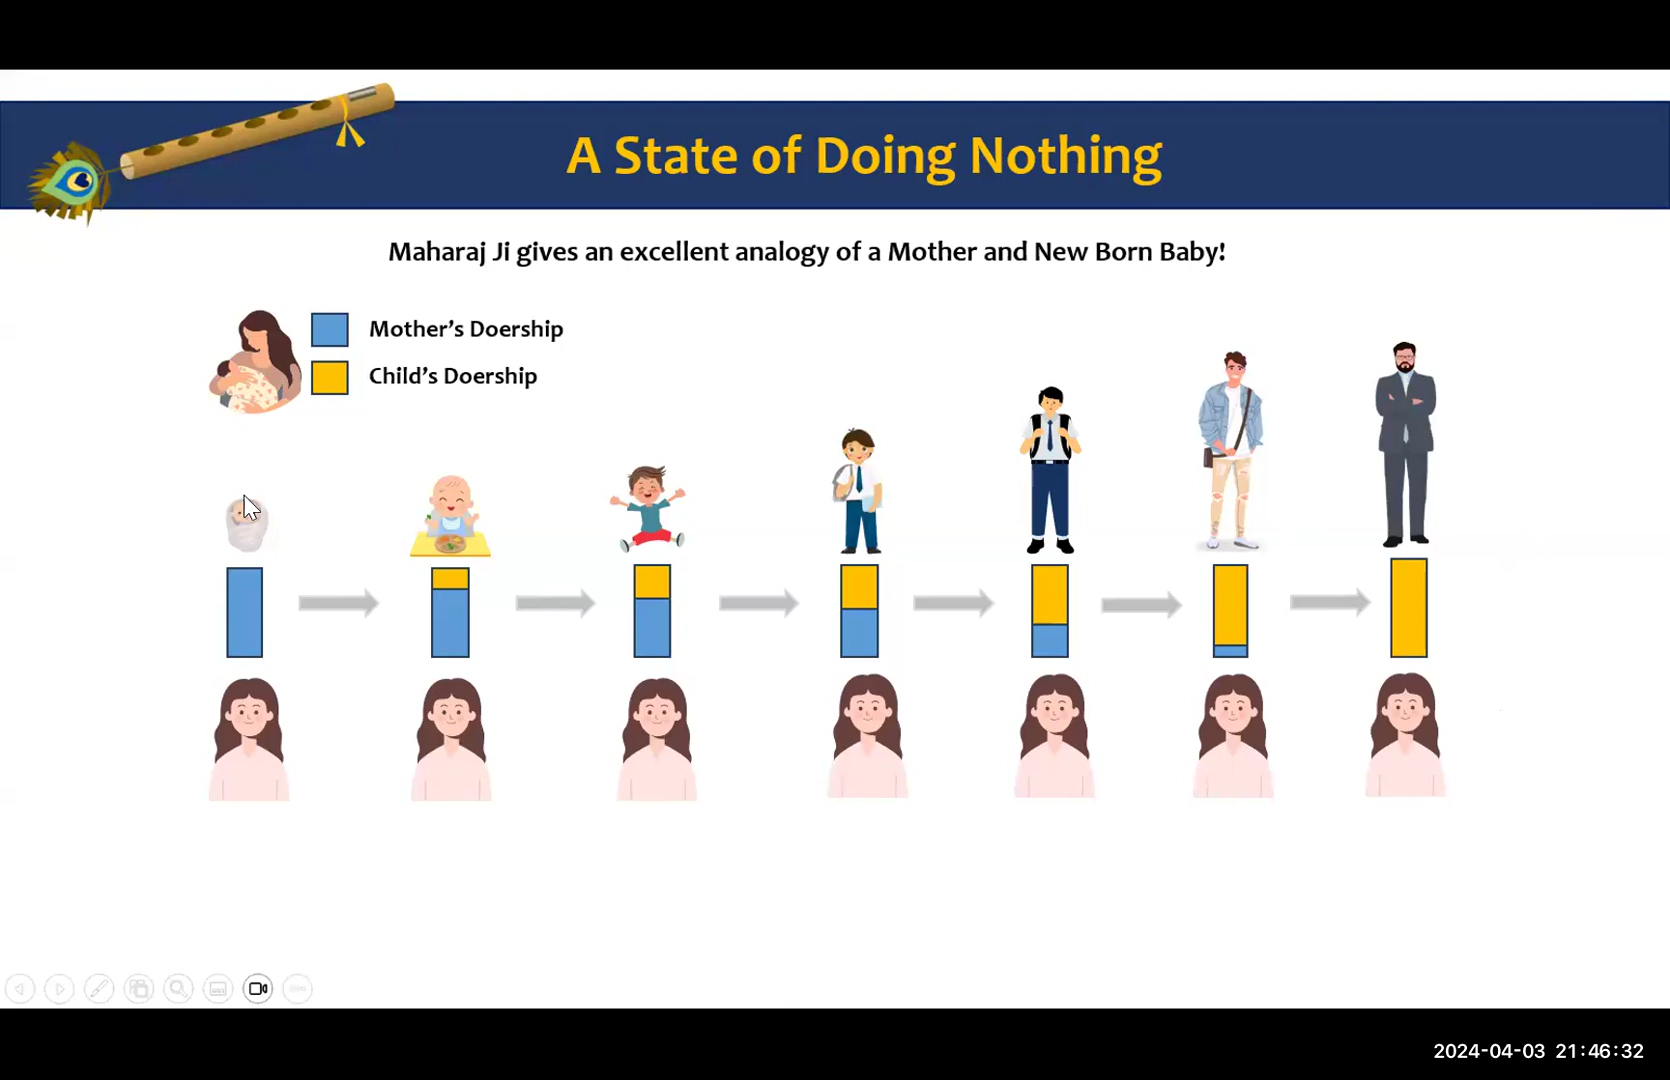 A State of Doing Nothing
Maharaj Ji gives an excellent analogy of a Mother and New Born Baby!
Mother’s Doership
Child’s Doership
2024-04-03 21:46:32